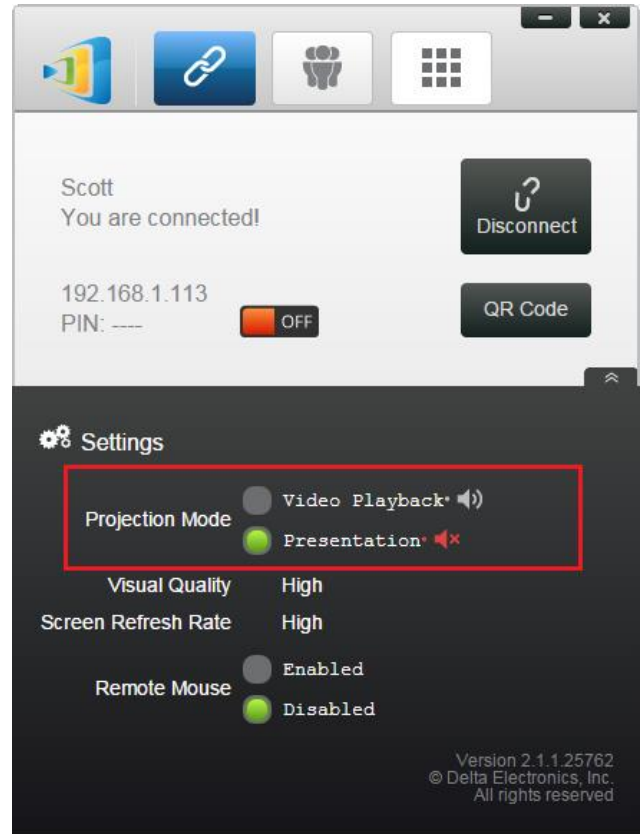 Scott
You are connected!
Disconnect
192.168.1.113
PIN: ----
OFF
QR Code
Settings
Projection Mode
Video Playback
Presentation
Visual Quality High
Screen Refresh Rate High
Remote Mouse
Enabled
Disabled
Version 2.1.1.25762
© Delta Electronics, Inc.
All rights reserved